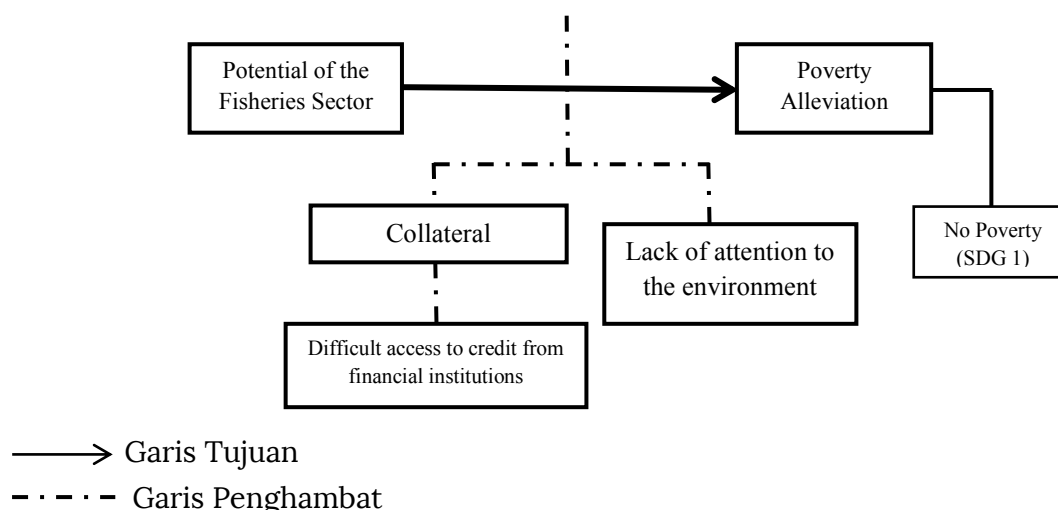 Potential of the
Fisheries Sector
Poverty
Alleviation
Collateral
Lack of attention to
the environment
No Poverty
(SDG 1)
Difficult access to credit from
financial institutions
Garis Tujuan
Garis Penghambat